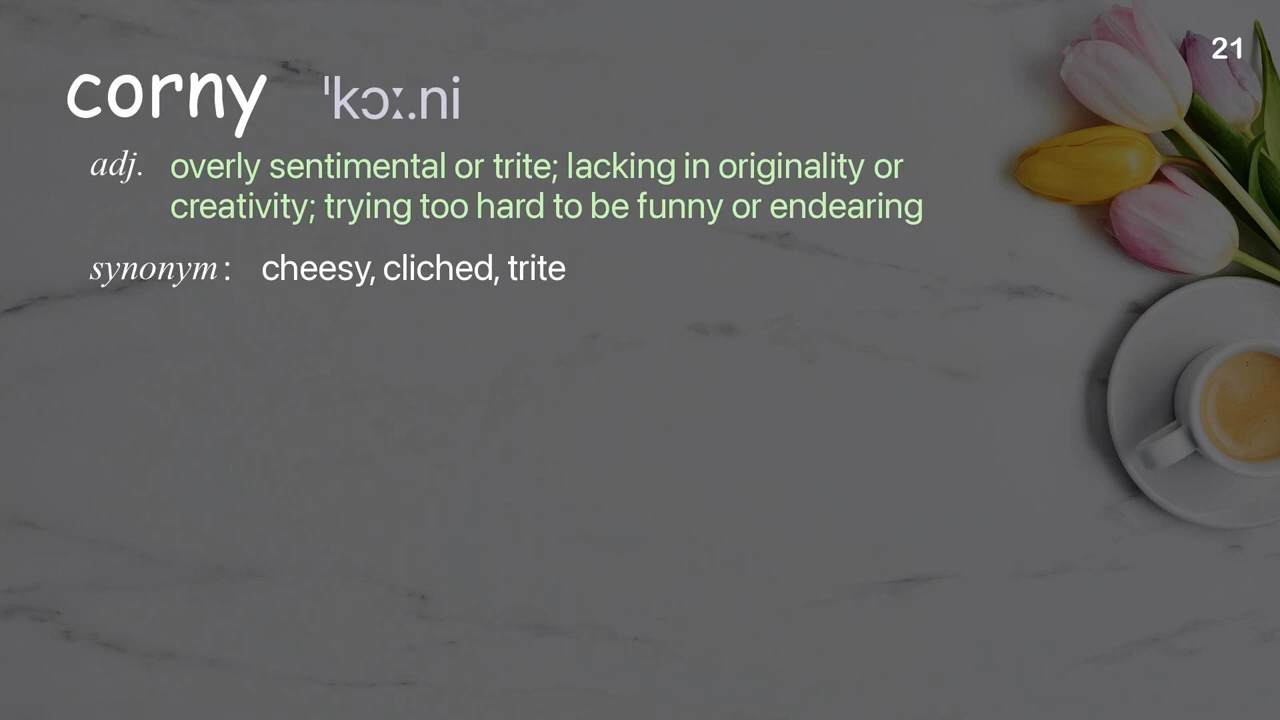 21
corny ˈkɔː.ni
adj. overly sentimental or trite; lacking in originality or
creativity; trying too hard to be funny or endearing
synonym: cheesy, cliched, trite